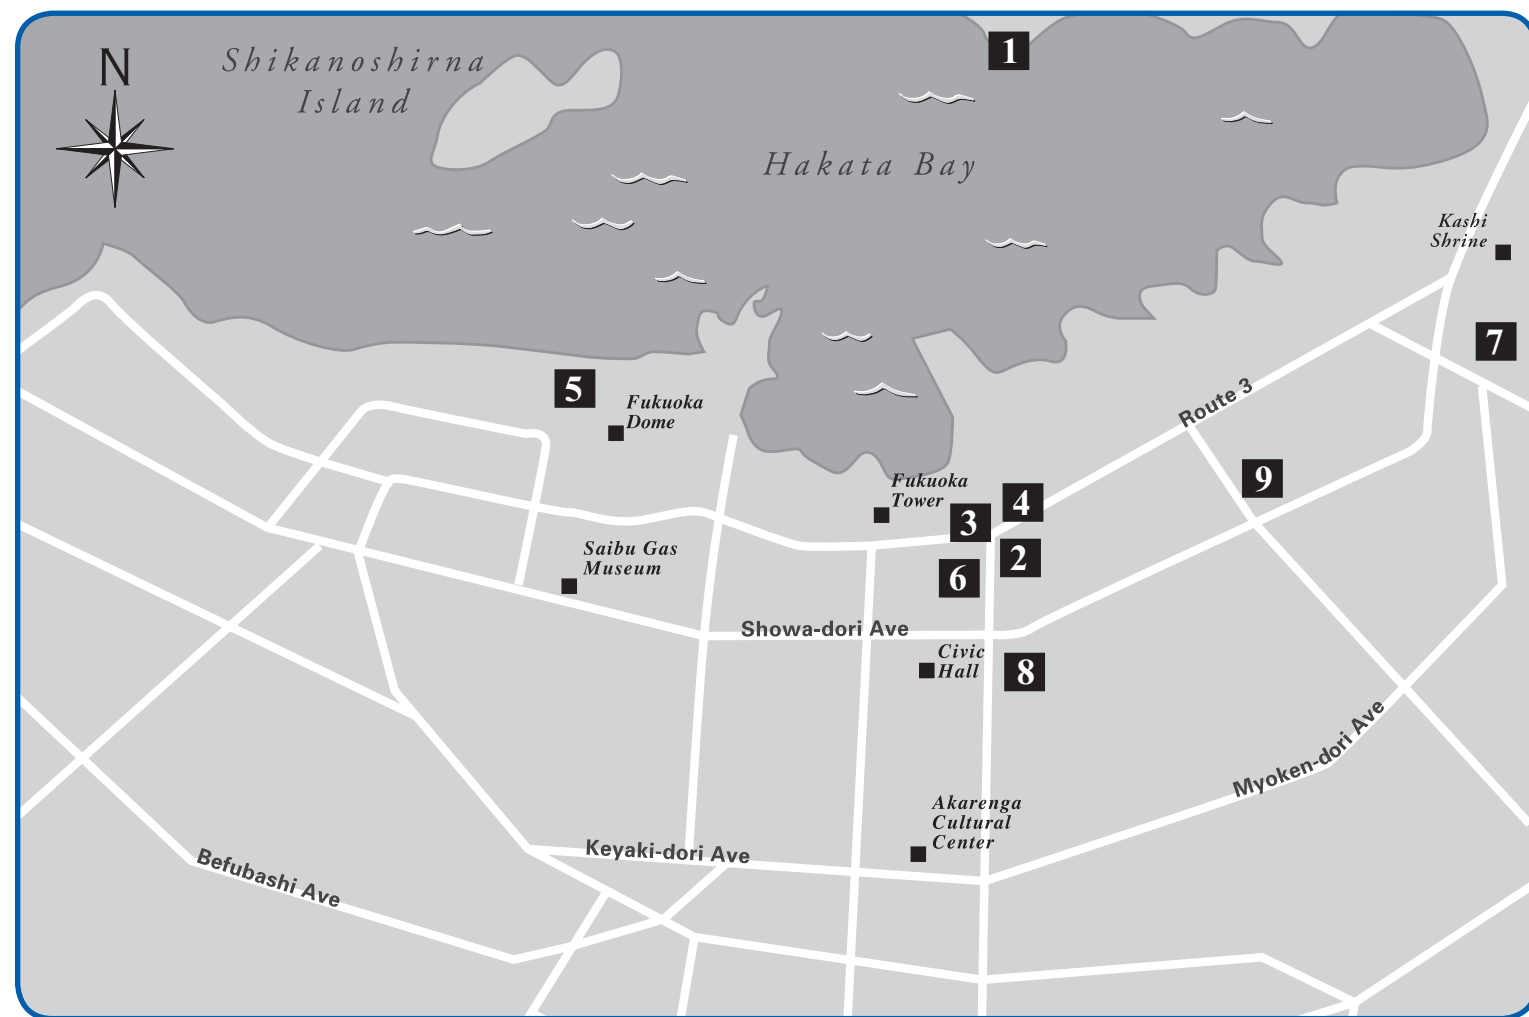 N
Shikanoshirna
Island
1
Hakata Bay
Kashi
Shrine
7
5
Fukuoka
Dome
Route 3
9
Fukuoka
Tower
4
3
2
6
Saibu Gas
Museum
Showa-dori Ave
Civic
Hall
8
Myoken-dori Ave
Akarenga
Cultural
Center
Keyaki-dori Ave
Befubashi Ave